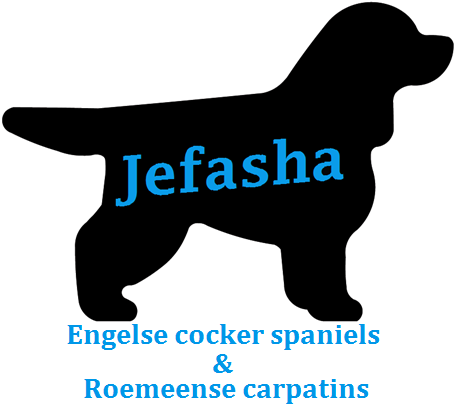 Jefasha
Engelse cocker spaniels
&
Roemeense carpatins